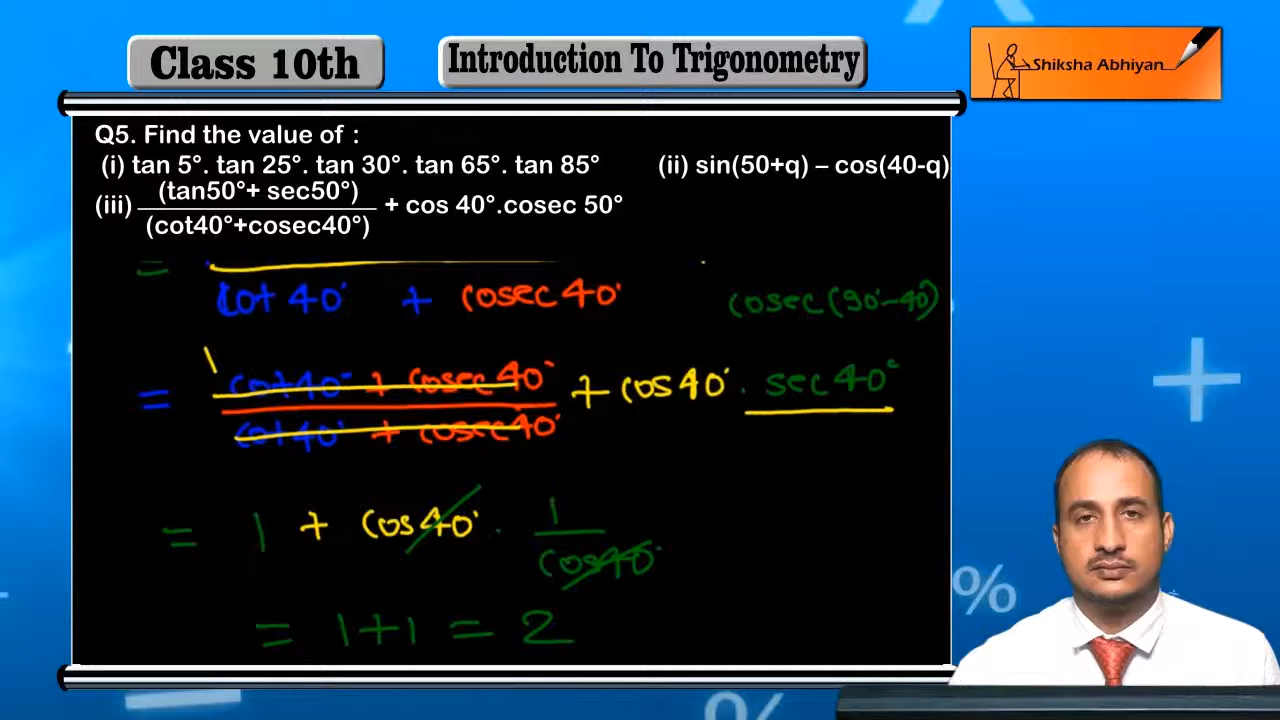 Class 10th
Introduction To Trigonometry
Shiksha Abhiyan
Q5. Find the value of :
(i) tan 5°. tan 25°. tan 30°. tan 65°. tan 85°
(ii) sin(50+q) – cos(40-q)
(iii) (tan50°+ sec50°)
(cot40°+cosec40°)
+ cos 40°.cosec 50°
=
cot 40° + cosec 40° cosec (90°-40°)
1
= cot 40° + cosec 40° + cos 40° . sec 40°
cot 40° + cosec 40°
= 1 + cos 40° . 1
cos 40°
= 1+1 = 2
%
%